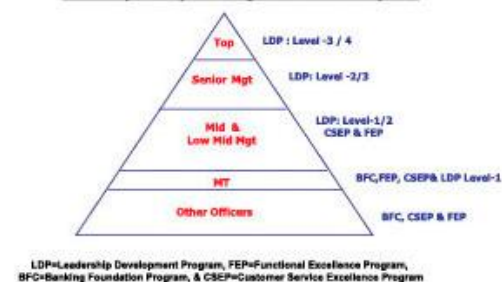 Top
LDP : Level -3 / 4
Senior Mgt
LDP: Level -2/3
Mid &
Low Mid Mgt
LDP: Level-1/2
CSEP & FEP
MT
BFC,FEP, CSEP& LDP Level-1
Other Officers
BFC, CSEP & FEP
LDP=Leadership Development Program, FEP=Functional Excellence Program,
BFC=Banking Foundation Program, & CSEP=Customer Service Excellence Program